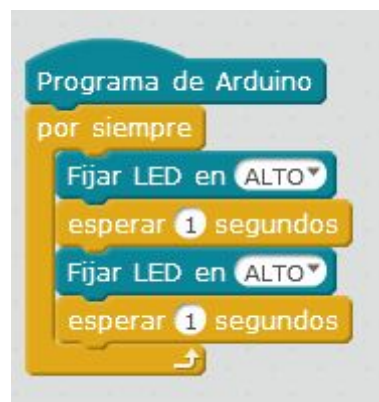 Programa de Arduino
por siempre
Fijar LED en ALTO
esperar 1 segundos
Fijar LED en ALTO
esperar 1 segundos